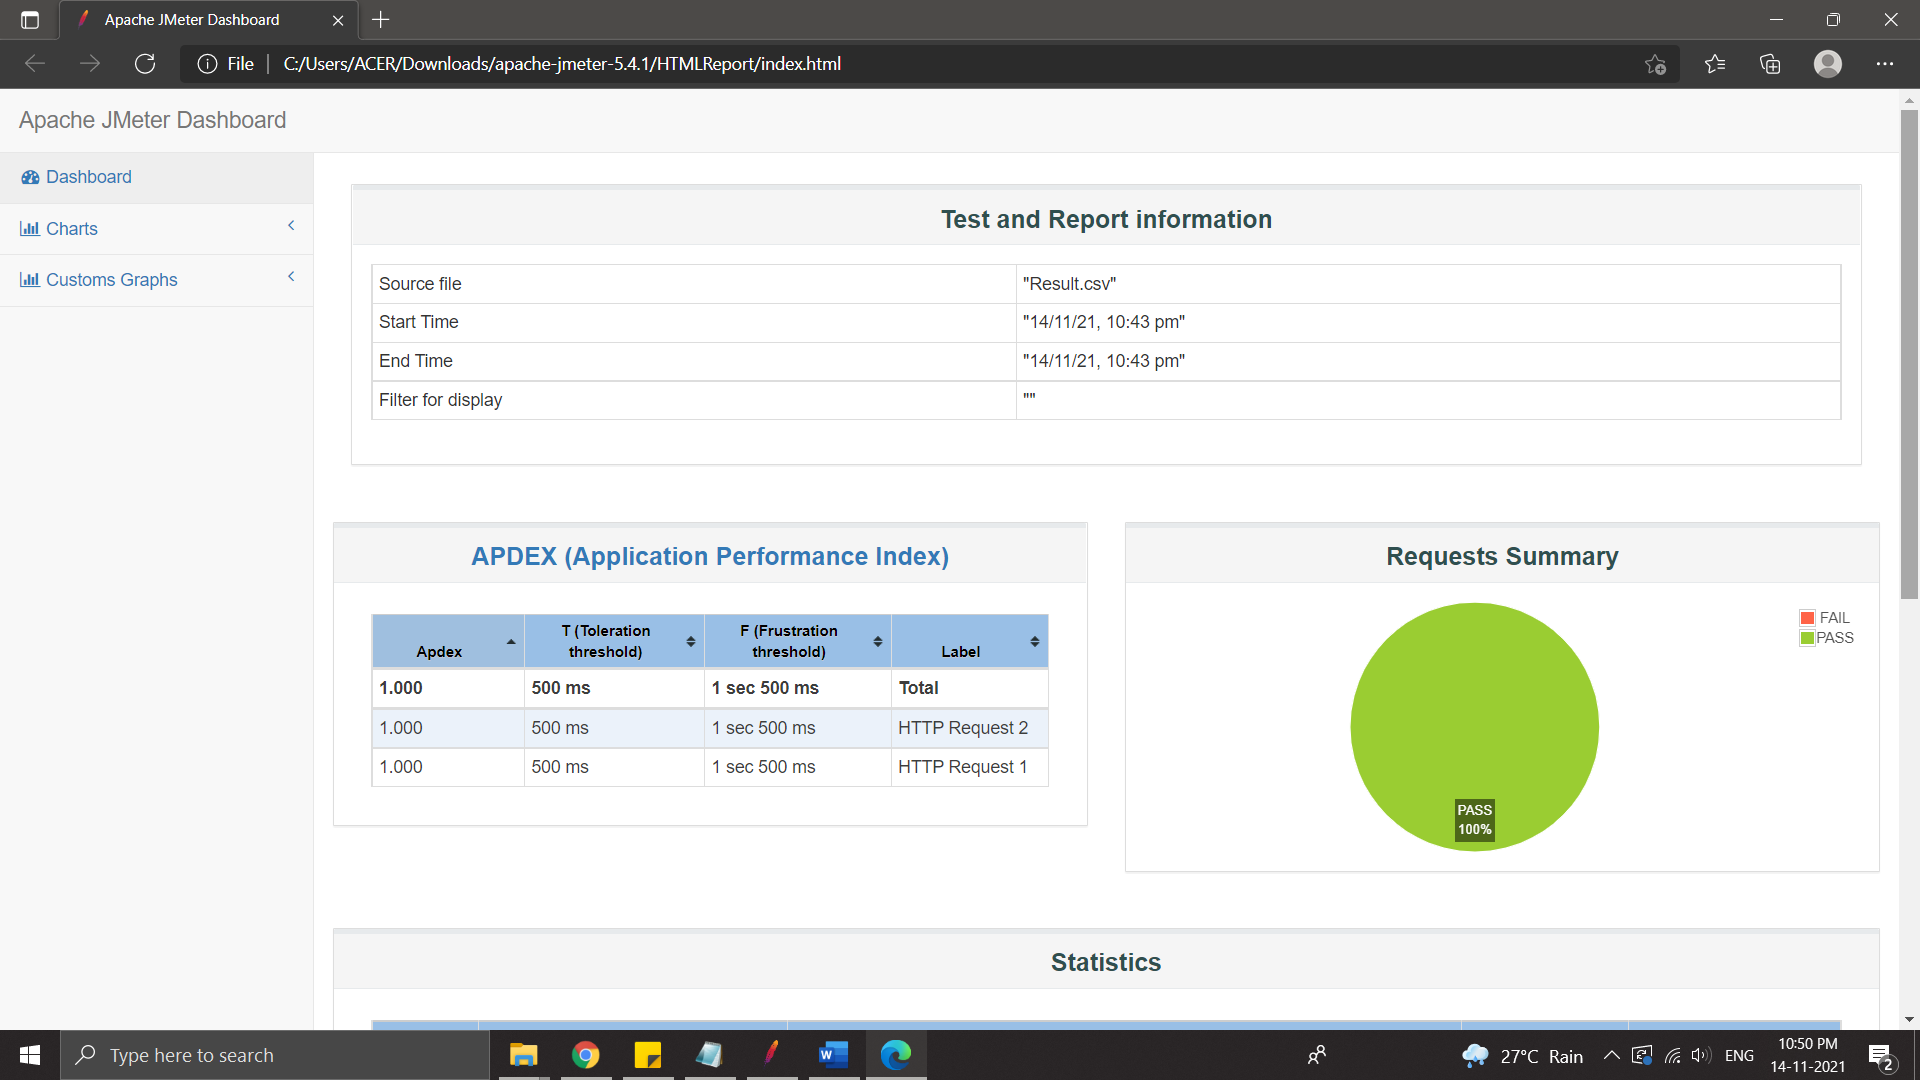 Apache JMeter Dashboard
File
C:/Users/ACER/Downloads/apache-jmeter-5.4.1/HTMLReport/index.html
Apache JMeter Dashboard
Dashboard
Charts
Customs Graphs
Test and Report information
Source file "Result.csv"
Start Time "14/11/21, 10:43 pm"
End Time "14/11/21, 10:43 pm"
Filter for display ""
APDEX (Application Performance Index)
Apdex T (Toleration threshold) F (Frustration threshold) Label
1.000 500 ms 1 sec 500 ms Total
1.000 500 ms 1 sec 500 ms HTTP Request 2
1.000 500 ms 1 sec 500 ms HTTP Request 1
Requests Summary
FAIL
PASS
PASS
100%
Statistics
Type here to search
27°C Rain
ENG
10:50 PM
14-11-2021
2